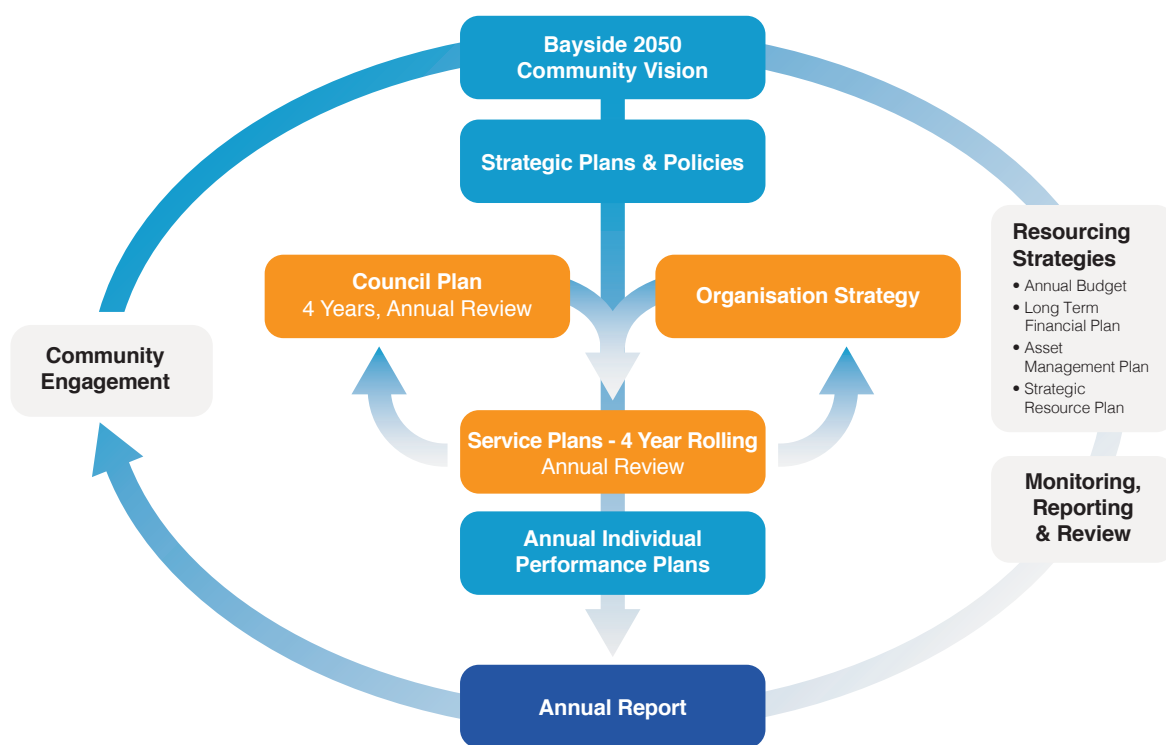 Bayside 2050
Community Vision
Strategic Plans & Policies
Council Plan
4 Years, Annual Review
Organisation Strategy
Community
Engagement
Resourcing
Strategies
• Annual Budget
• Long Term
Financial Plan
• Asset
Management Plan
• Strategic
Resource Plan
Service Plans - 4 Year Rolling
Annual Review
Monitoring,
Reporting
& Review
Annual Individual
Performance Plans
Annual Report